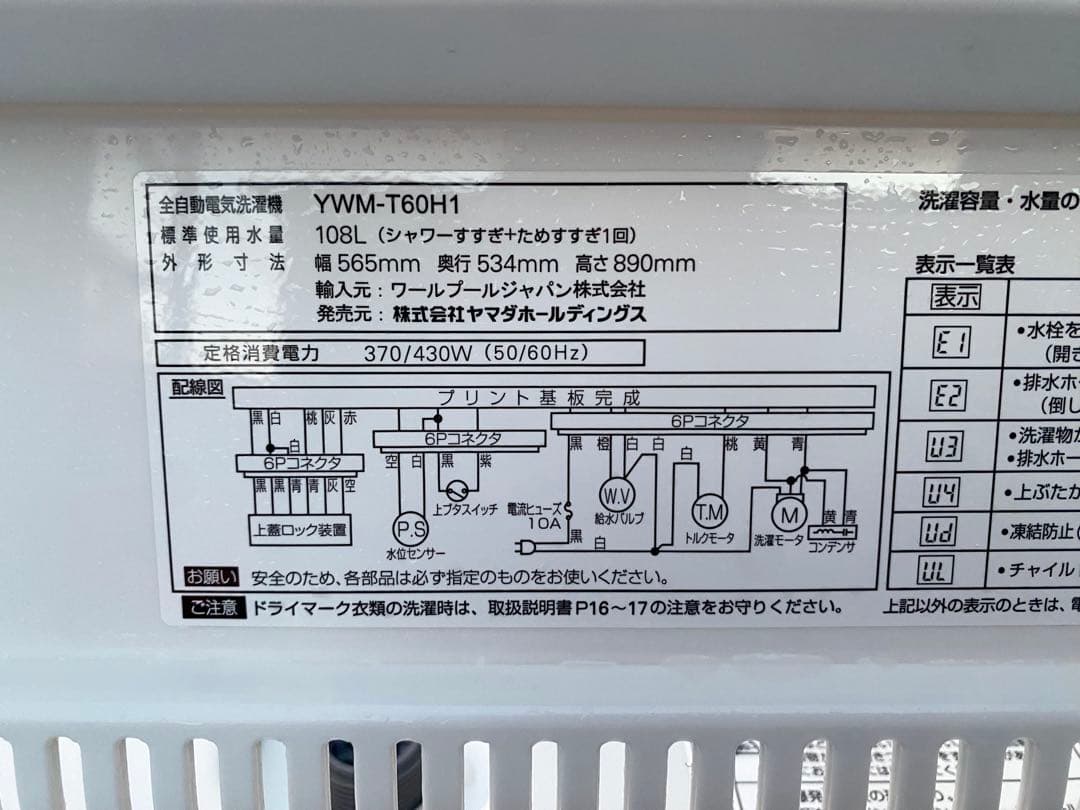 全自動電気洗濯機 YWM-T60H1
標準使用水量 108L（シャワーすすぎ+ためすすぎ1回）
外形寸法 幅565mm 奥行534mm 高さ890mm
輸入元：ワールプールジャパン株式会社
発売元：株式会社ヤマダホールディングス
定格消費電力 370/430W（50/60Hz）
配線図
プリント基板完成
黒 白 桃 灰 赤
白
6Pコネクタ
黒 黒 青 青 灰 空
上蓋ロック装置
6Pコネクタ
空 白 黒 紫
P.S
水位センサー
上ブタスイッチ
6Pコネクタ
黒 橙 白 白 桃 黄 青
白
電流ヒューズ
10A
黒
白
W.V
給水バルブ
T.M
トルクモータ
M
洗濯モータ
黄 青
コンデンサ
お願い 安全のため、各部品は必ず指定のものをお使いください。
ご注意 ドライマーク衣類の洗濯時は、取扱説明書P16〜17の注意をお守りください。
洗濯容量・水量の
表示一覧表
表示
E1 •水栓を
（開き
E2 •排水ホー
（倒し
U3 •洗濯物が
•排水ホー
U4 •上ぶたか
Ud •凍結防止（
UL •チャイル
上記以外の表示のときは、電